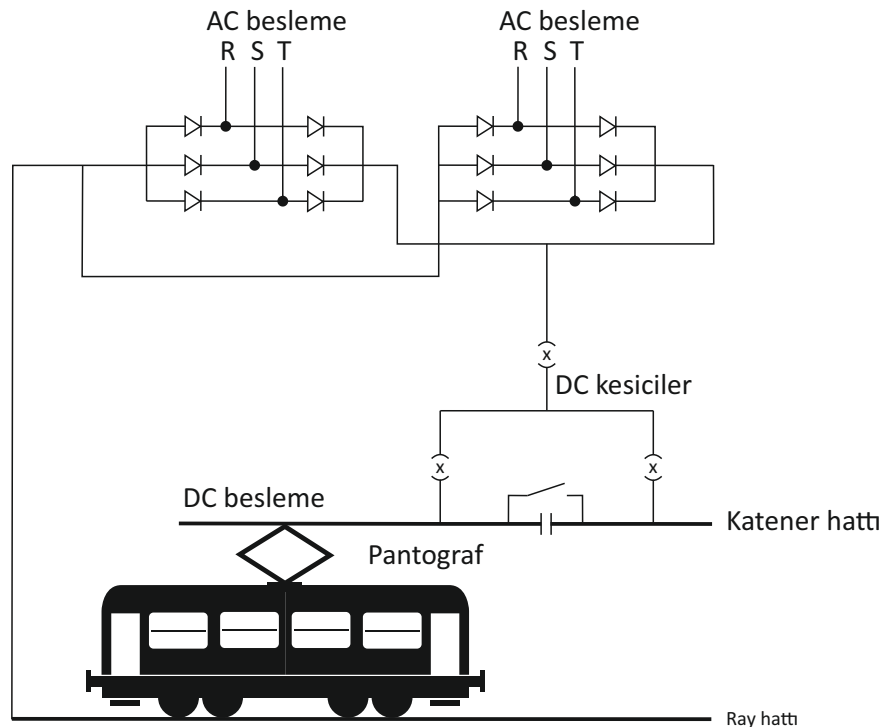 AC besleme
R S T
AC besleme
R S T
x
DC kesiciler
x
x
DC besleme
Katener hattı
Pantograf
Ray hattı